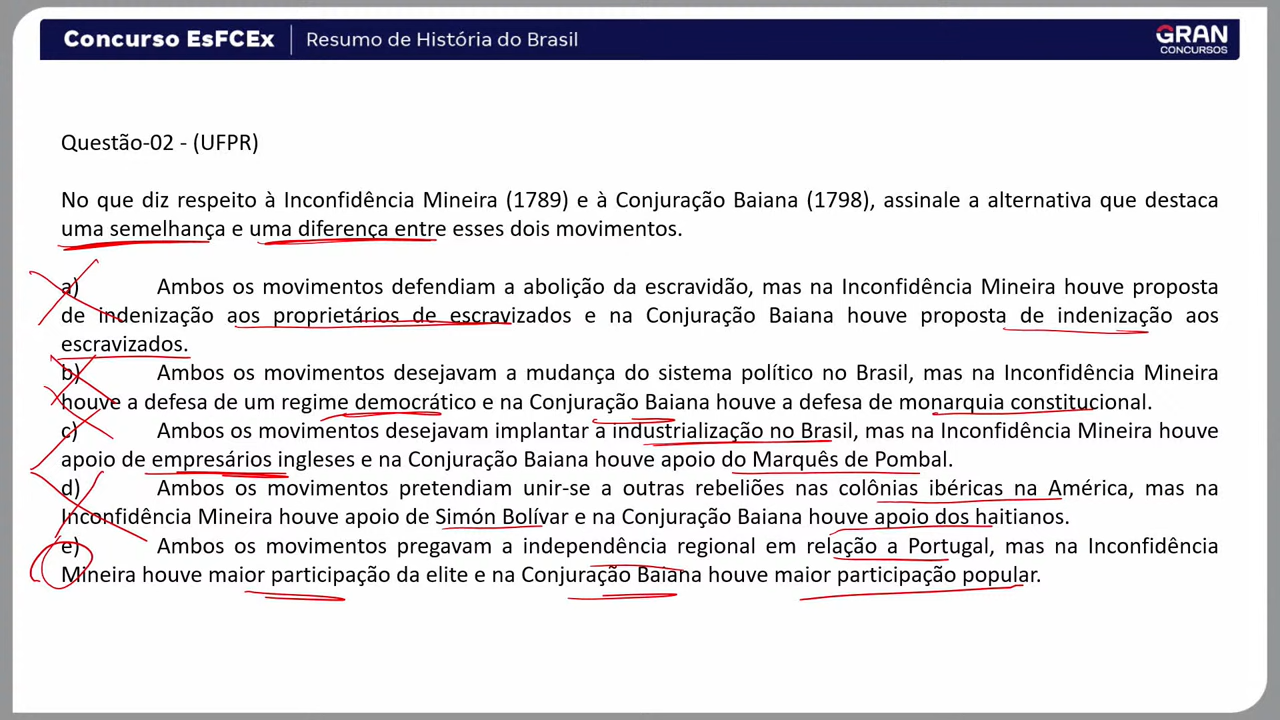 Concurso EsFCEx
Resumo de História do Brasil
GRAN
CONCURSOS
Questão-02 - (UFPR)
No que diz respeito à Inconfidência Mineira (1789) e à Conjuração Baiana (1798), assinale a alternativa que destaca
uma semelhança e uma diferença entre esses dois movimentos.
a) Ambos os movimentos defendiam a abolição da escravidão, mas na Inconfidência Mineira houve proposta
de indenização aos proprietários de escravizados e na Conjuração Baiana houve proposta de indenização aos
escravizados.
b) Ambos os movimentos desejavam a mudança do sistema político no Brasil, mas na Inconfidência Mineira
houve a defesa de um regime democrático e na Conjuração Baiana houve a defesa de monarquia constitucional.
c) Ambos os movimentos desejavam implantar a industrialização no Brasil, mas na Inconfidência Mineira houve
apoio de empresários ingleses e na Conjuração Baiana houve apoio do Marquês de Pombal.
d) Ambos os movimentos pretendiam unir-se a outras rebeliões nas colônias ibéricas na América, mas na
Inconfidência Mineira houve apoio de Simón Bolívar e na Conjuração Baiana houve apoio dos haitianos.
e) Ambos os movimentos pregavam a independência regional em relação a Portugal, mas na Inconfidência
Mineira houve maior participação da elite e na Conjuração Baiana houve maior participação popular.